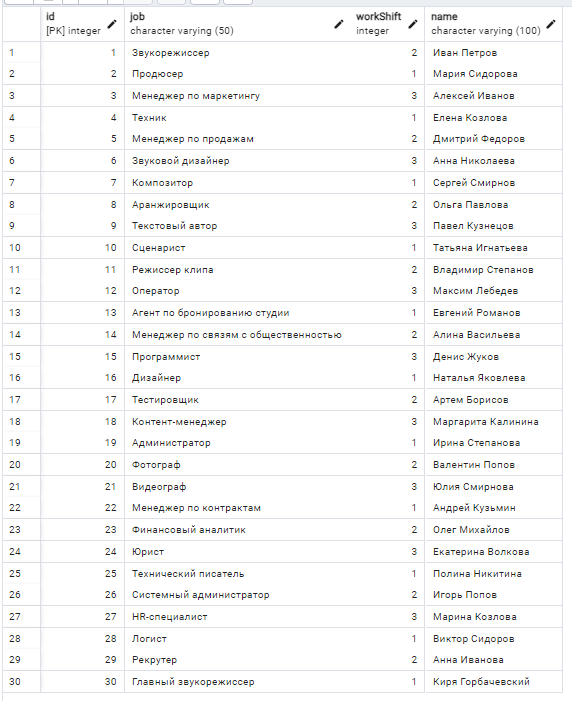 id job workShift name
[PK] integer character varying (50) integer character varying (100)
1 1 Звукорежиссер 2 Иван Петров
2 2 Продюсер 1 Мария Сидорова
3 3 Менеджер по маркетингу 3 Алексей Иванов
4 4 Техник 1 Елена Козлова
5 5 Менеджер по продажам 2 Дмитрий Федоров
6 6 Звуковой дизайнер 3 Анна Николаева
7 7 Композитор 1 Сергей Смирнов
8 8 Аранжировщик 2 Ольга Павлова
9 9 Текстовый автор 3 Павел Кузнецов
10 10 Сценарист 1 Татьяна Игнатьева
11 11 Режиссер клипа 2 Владимир Степанов
12 12 Оператор 3 Максим Лебедев
13 13 Агент по бронированию студии 1 Евгений Романов
14 14 Менеджер по связям с общественностью 2 Алина Васильева
15 15 Программист 3 Денис Жуков
16 16 Дизайнер 1 Наталья Яковлева
17 17 Тестировщик 2 Артем Борисов
18 18 Контент-менеджер 3 Маргарита Калинина
19 19 Администратор 1 Ирина Степанова
20 20 Фотограф 2 Валентин Попов
21 21 Видеограф 3 Юлия Смирнова
22 22 Менеджер по контрактам 1 Андрей Кузьмин
23 23 Финансовый аналитик 2 Олег Михайлов
24 24 Юрист 3 Екатерина Волкова
25 25 Технический писатель 1 Полина Никитина
26 26 Системный администратор 2 Игорь Попов
27 27 HR-специалист 3 Марина Козлова
28 28 Логист 1 Виктор Сидоров
29 29 Рекрутер 2 Анна Иванова
30 30 Главный звукорежиссер 1 Киря Горбачевский